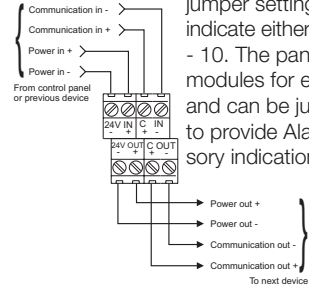 Communication in -
Communication in +
Power in +
Power in -
From control panel
or previous device
24V IN C IN
- + + -
24V OUT C OUT
- + + -
Power out +
Power out -
Communication out -
Communication out +
To next device
jumper setting
indicate either
- 10. The pan
modules for e
and can be ju
to provide Ala
sory indication